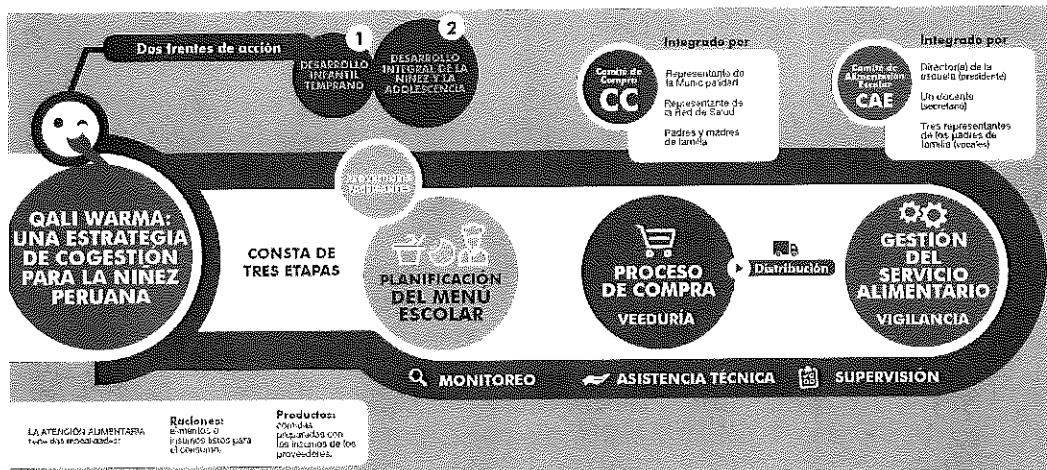 Dos frentes de acción
1
DESARROLLO
INFANTIL
TEMPRANO
2
DESARROLLO
INTEGRAL DE LA
NIÑEZ Y LA
ADOLESCENCIA
Comité de
Compra
CC
Integrado por
Representante de
la Municipalidad
Representante de
la Red de Salud
Padres y madres
de familia
Comité de
Alimentación
Escolar
CAE
Integrado por
Director(a) de la
escuela (presidente)
Un docente
(secretario)
Tres representantes
de los padres de
familia (vocales)
QALI WARMA:
UNA ESTRATEGIA
DE COGESTIÓN
PARA LA NIÑEZ
PERUANA
CONSTA DE
TRES ETAPAS
PLANIFICACIÓN
DEL MENÚ
ESCOLAR
PROCESO
DE COMPRA
VEEDURÍA
Distribución
GESTIÓN
DEL
SERVICIO
ALIMENTARIO
VIGILANCIA
MONITOREO
ASISTENCIA TÉCNICA
SUPERVISIÓN
LA ATENCIÓN ALIMENTARIA
tiene dos modalidades:
Raciones:
alimentos o
insumos listos para
el consumo.
Productos:
comidas
preparadas con
los insumos de los
proveedores.